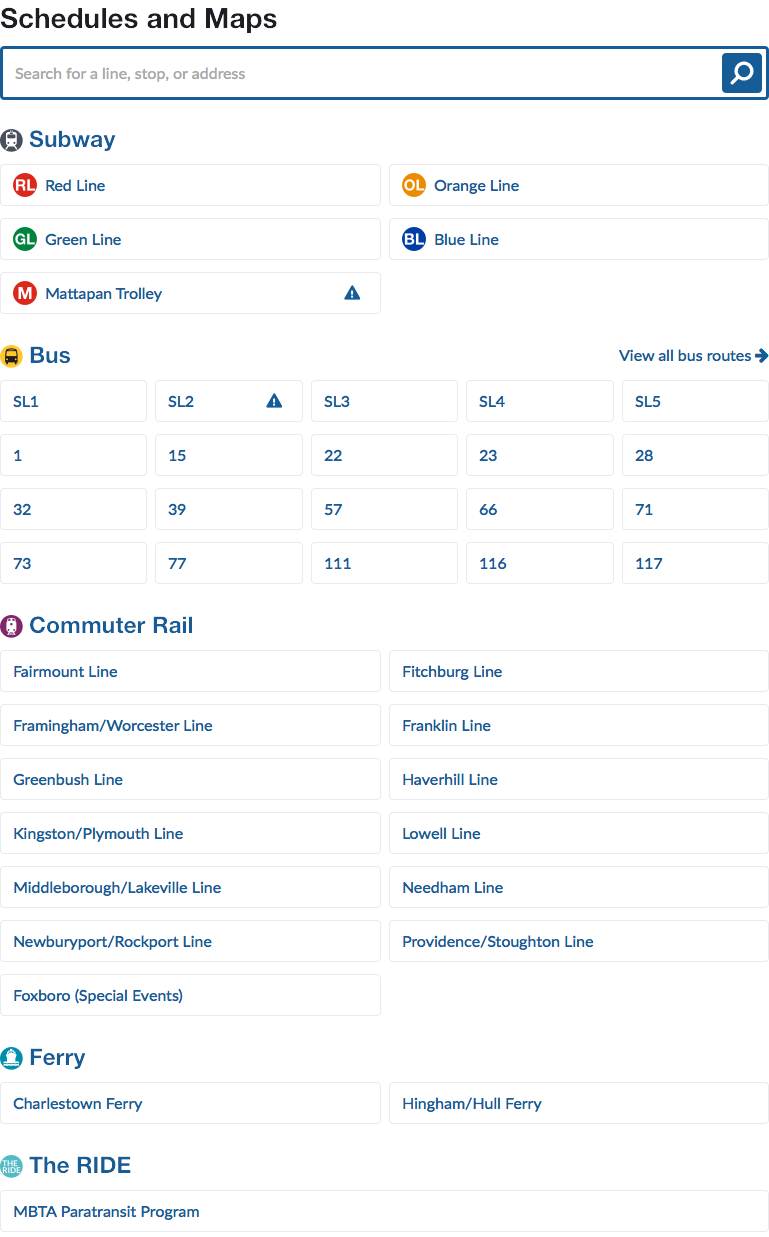 Schedules and Maps
Search for a line, stop, or address
Subway
RL Red Line
OL Orange Line
GL Green Line
BL Blue Line
M Mattapan Trolley
Bus
View all bus routes
SL1
SL2
SL3
SL4
SL5
1
15
22
23
28
32
39
57
66
71
73
77
111
116
117
Commuter Rail
Fairmount Line
Fitchburg Line
Framingham/Worcester Line
Franklin Line
Greenbush Line
Haverhill Line
Kingston/Plymouth Line
Lowell Line
Middleborough/Lakeville Line
Needham Line
Newburyport/Rockport Line
Providence/Stoughton Line
Foxboro (Special Events)
Ferry
Charlestown Ferry
Hingham/Hull Ferry
THE
RIDE
The RIDE
MBTA Paratransit Program